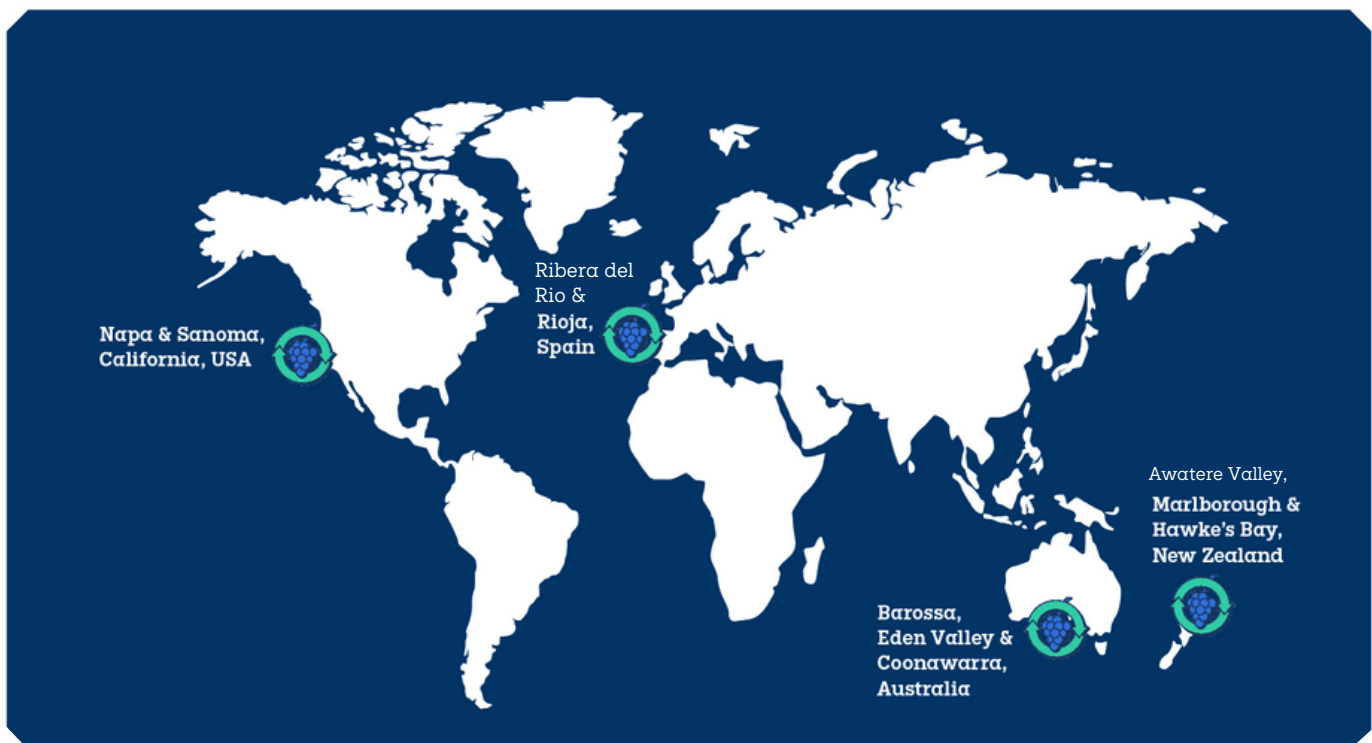 Ribera del
Rio &
Rioja,
Spain
Napa & Sanoma,
California, USA
Awatere Valley,
Marlborough &
Hawke's Bay,
New Zealand
Barossa,
Eden Valley &
Coonawarra,
Australia